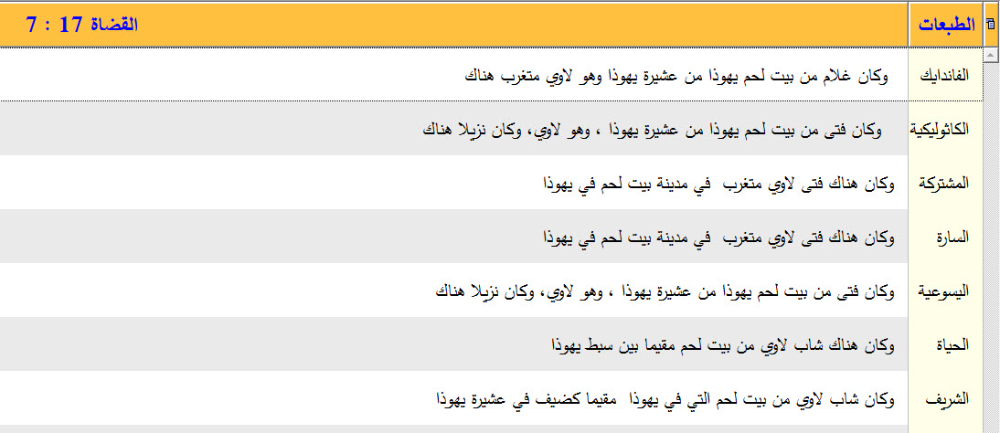 الطبعات القضاة 17 : 7
الفاندايك وكان غلام من بيت لحم يهوذا من عشيرة يهوذا وهو لاوي متغرب هناك
الكاثوليكية وكان فتى من بيت لحم يهوذا من عشيرة يهوذا ، وهو لاوي، وكان نزيلا هناك
المشتركة وكان هناك فتى لاوي متغرب في مدينة بيت لحم في يهوذا
السارة وكان هناك فتى لاوي متغرب في مدينة بيت لحم في يهوذا
اليسوعية وكان فتى من بيت لحم يهوذا من عشيرة يهوذا ، وهو لاوي، وكان نزيلا هناك
الحياة وكان هناك شاب لاوي من بيت لحم مقيما بين سبط يهوذا
الشريف وكان شاب لاوي من بيت لحم التي في يهوذا مقيما كضيف في عشيرة يهوذا